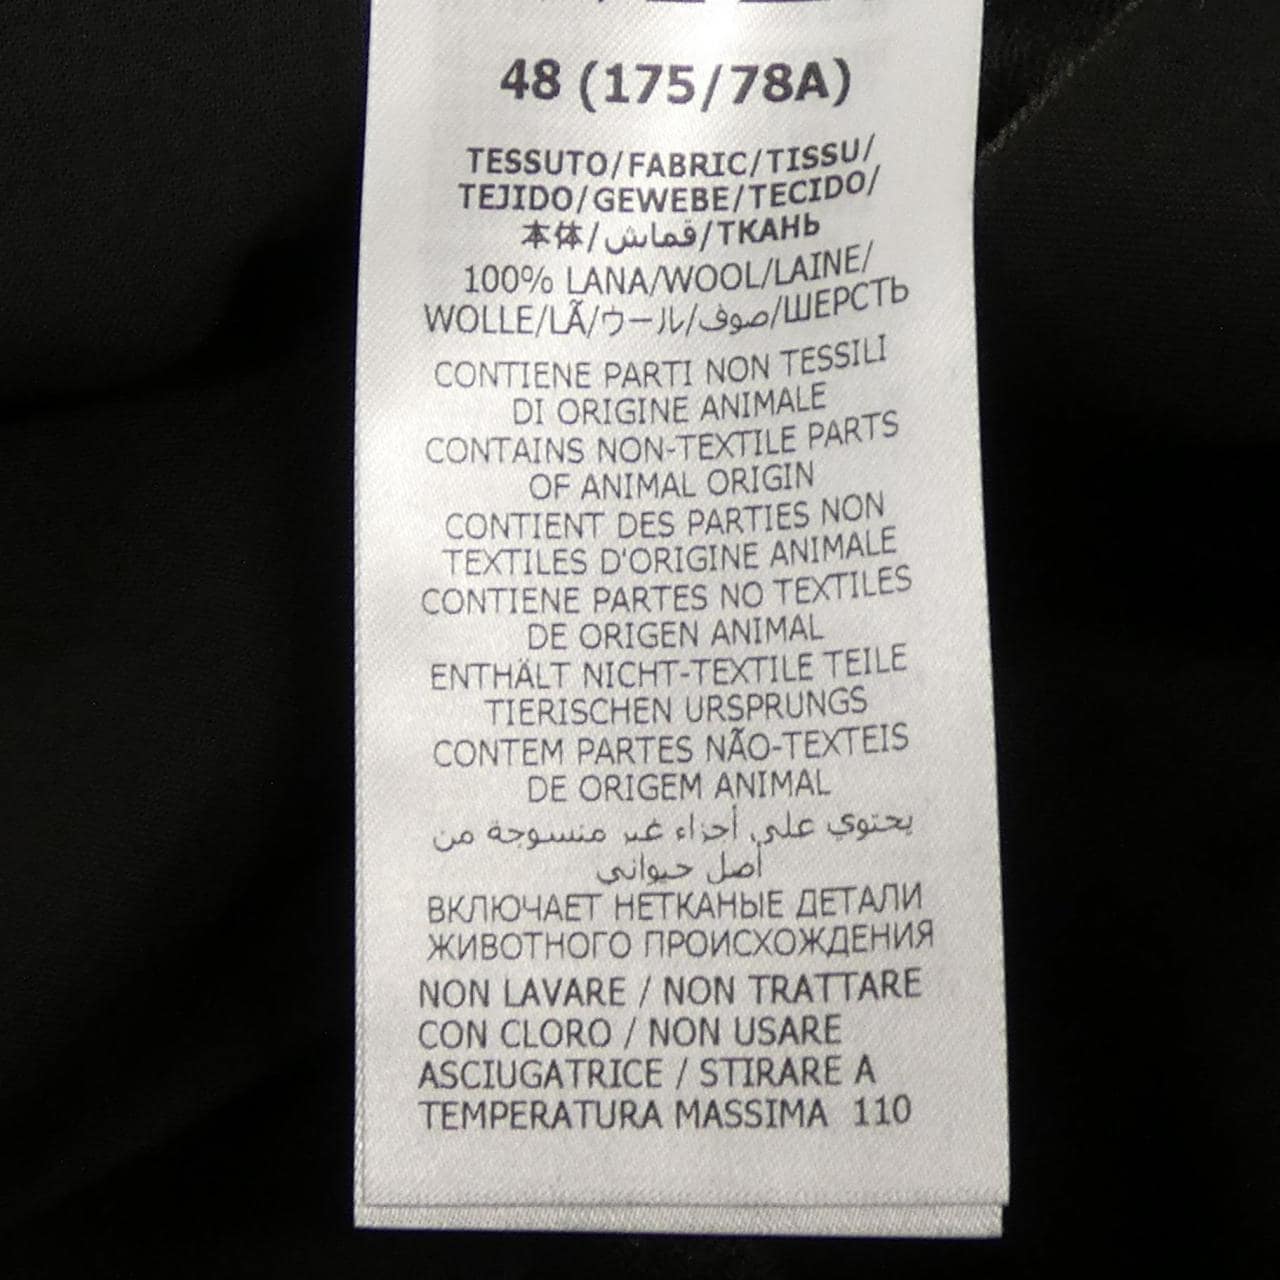 48 (175/78A)
TESSUTO/FABRIC/TISSU/
TEJIDO/GEWEBE/TECIDO/
本体/قماش/ТКАНЬ
100% LANA/WOOL/LAINE/
WOLLE/LÃ/ウール/صوف/ШЕРСТЬ
CONTIENE PARTI NON TESSILI
DI ORIGINE ANIMALE
CONTAINS NON-TEXTILE PARTS
OF ANIMAL ORIGIN
CONTIENT DES PARTIES NON
TEXTILES D'ORIGINE ANIMALE
CONTIENE PARTES NO TEXTILES
DE ORIGEN ANIMAL
ENTHÄLT NICHT-TEXTILE TEILE
TIERISCHEN URSPRUNGS
CONTEM PARTES NÃO-TEXTEIS
DE ORIGEM ANIMAL
يحتوي على أجزاء غير منسوجة من
أصل حيواني
ВКЛЮЧАЕТ НЕТКАНЫЕ ДЕТАЛИ
ЖИВОТНОГО ПРОИСХОЖДЕНИЯ
NON LAVARE / NON TRATTARE
CON CLORO / NON USARE
ASCIUGATRICE / STIRARE A
TEMPERATURA MASSIMA 110